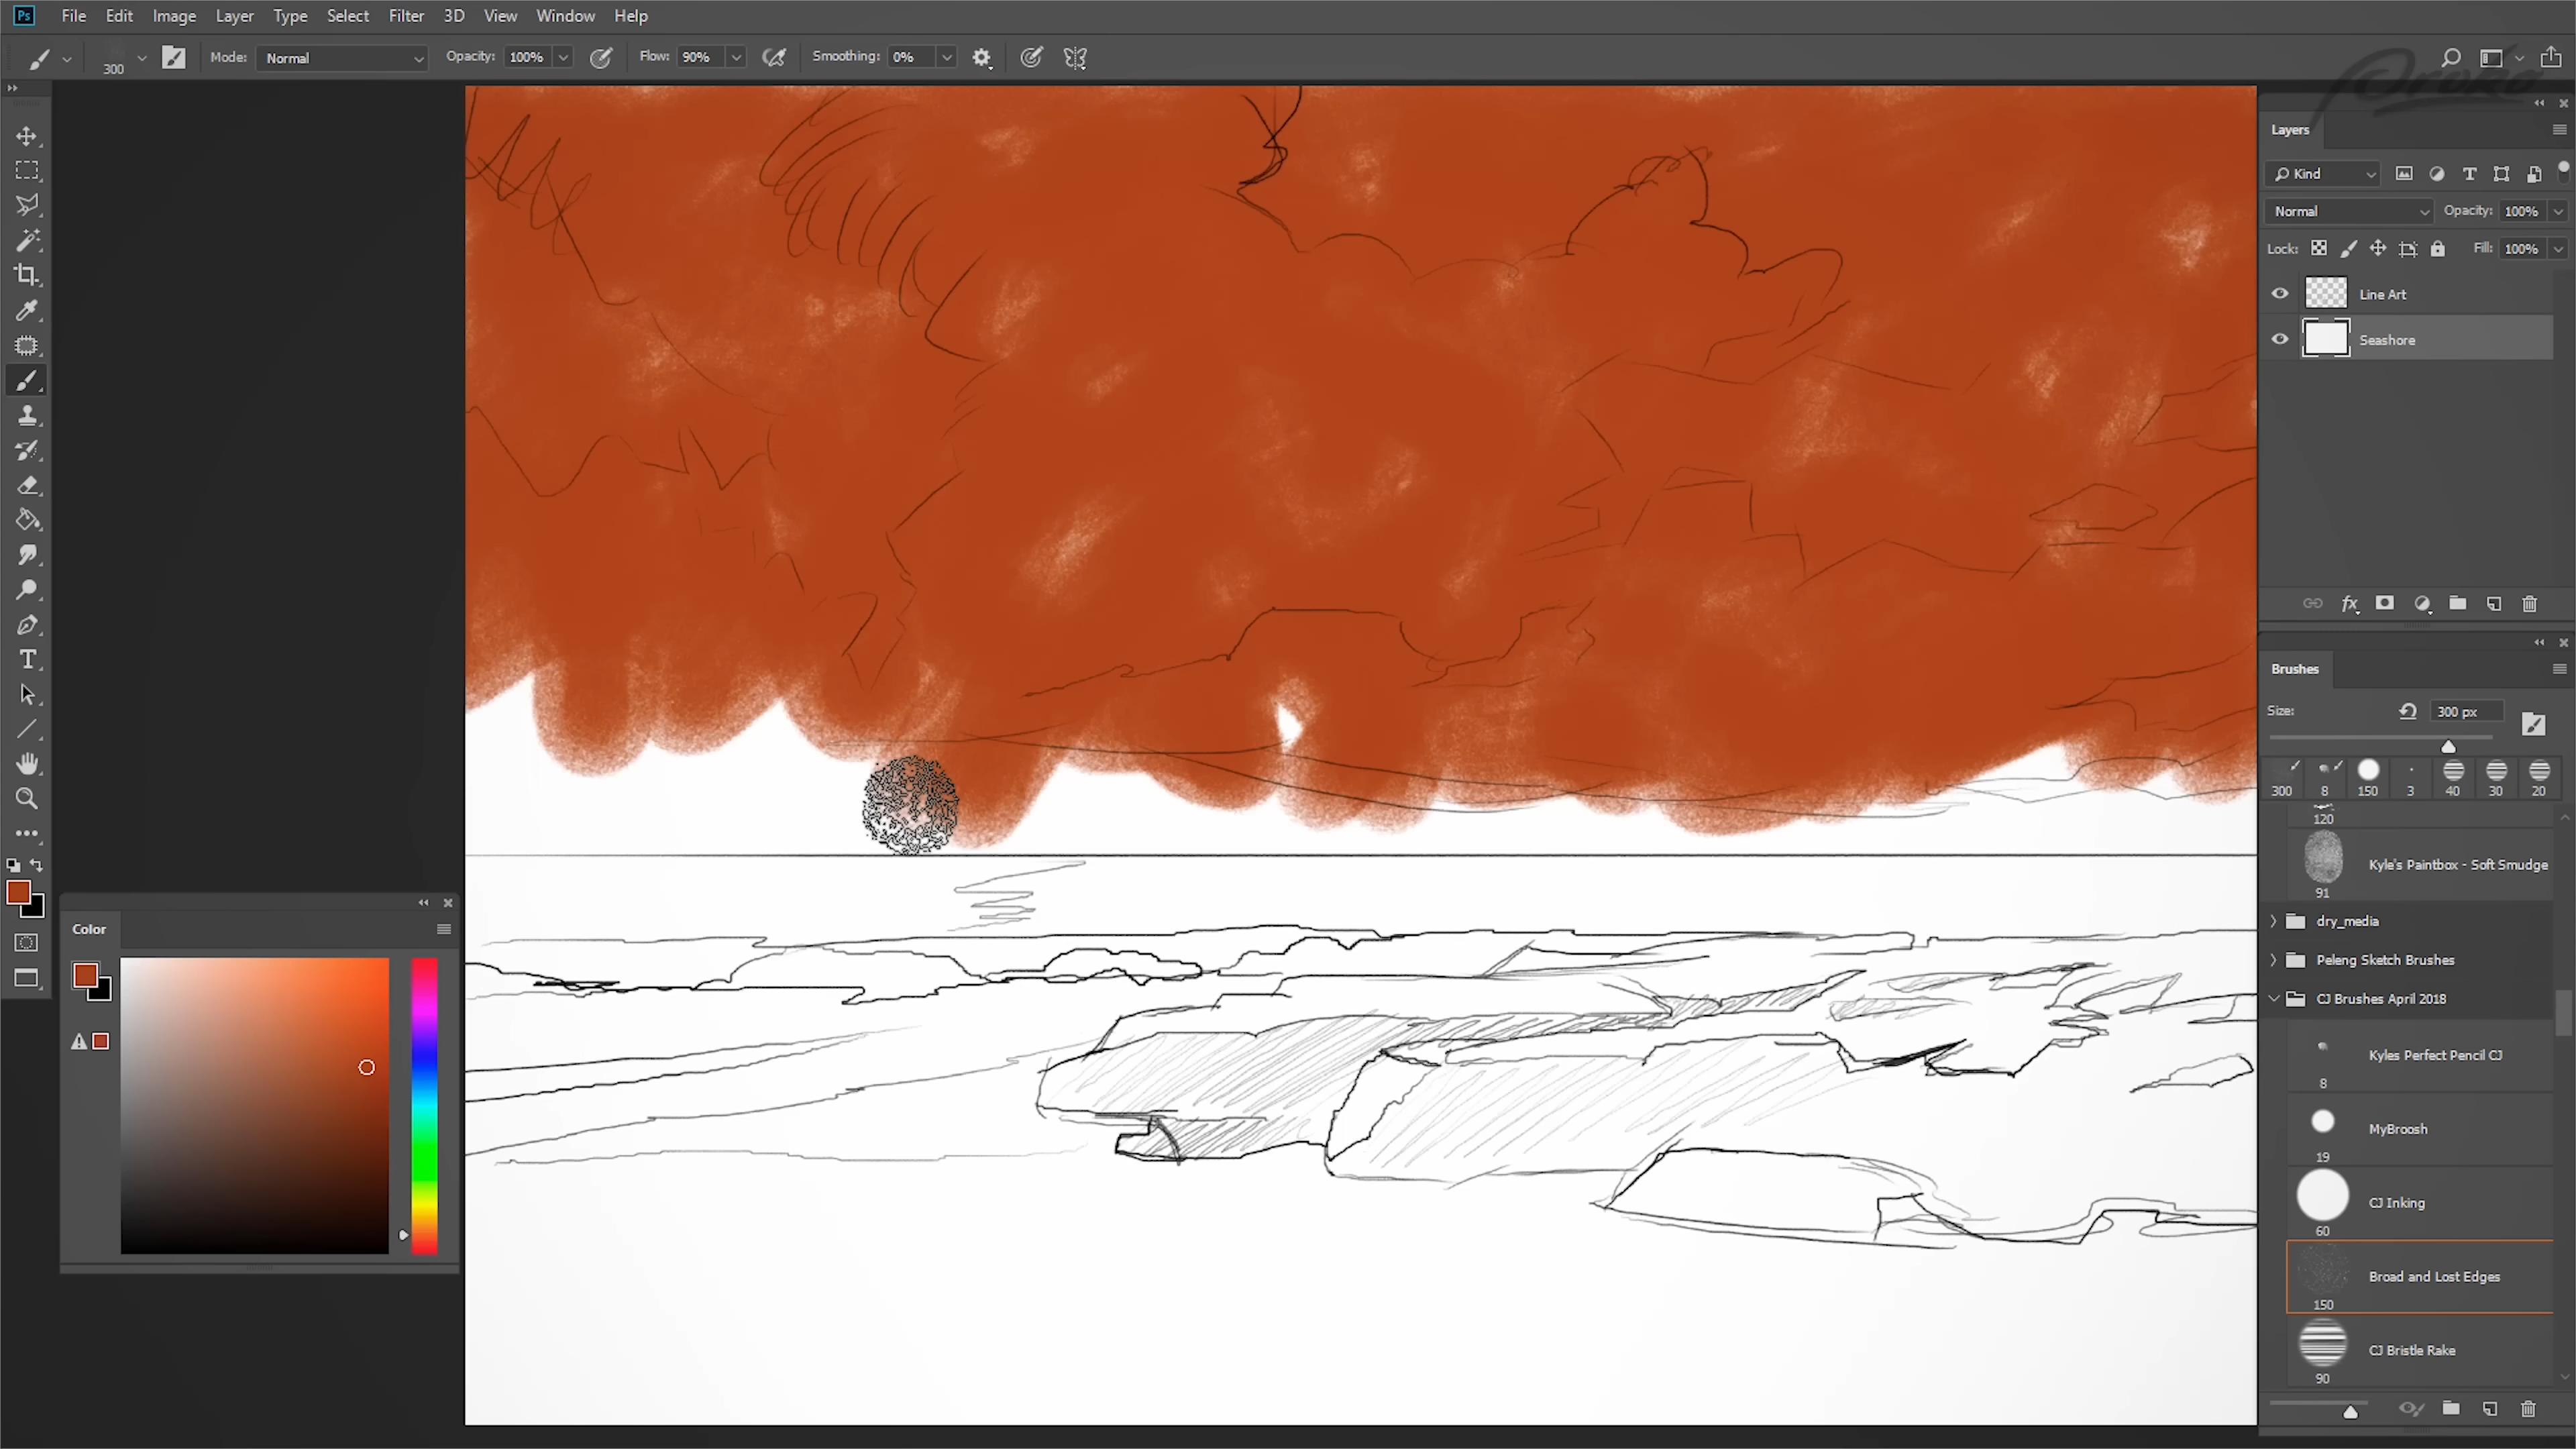 Ps File Edit Image Layer Type Select Filter 3D View Window Help
300 Mode: Normal Opacity: 100% Flow: 90% Smoothing: 0%
Proko
Layers
Kind
Normal Opacity: 100%
Lock: Fill: 100%
Line Art
Seashore
fx
Brushes
Size: 300 px
300 8 150 3 40 30 20
120
Kyle's Paintbox - Soft Smudge
91
dry_media
Peleng Sketch Brushes
CJ Brushes April 2018
Kyles Perfect Pencil CJ
8
MyBroosh
19
CJ Inking
60
Broad and Lost Edges
150
CJ Bristle Rake
90
Color